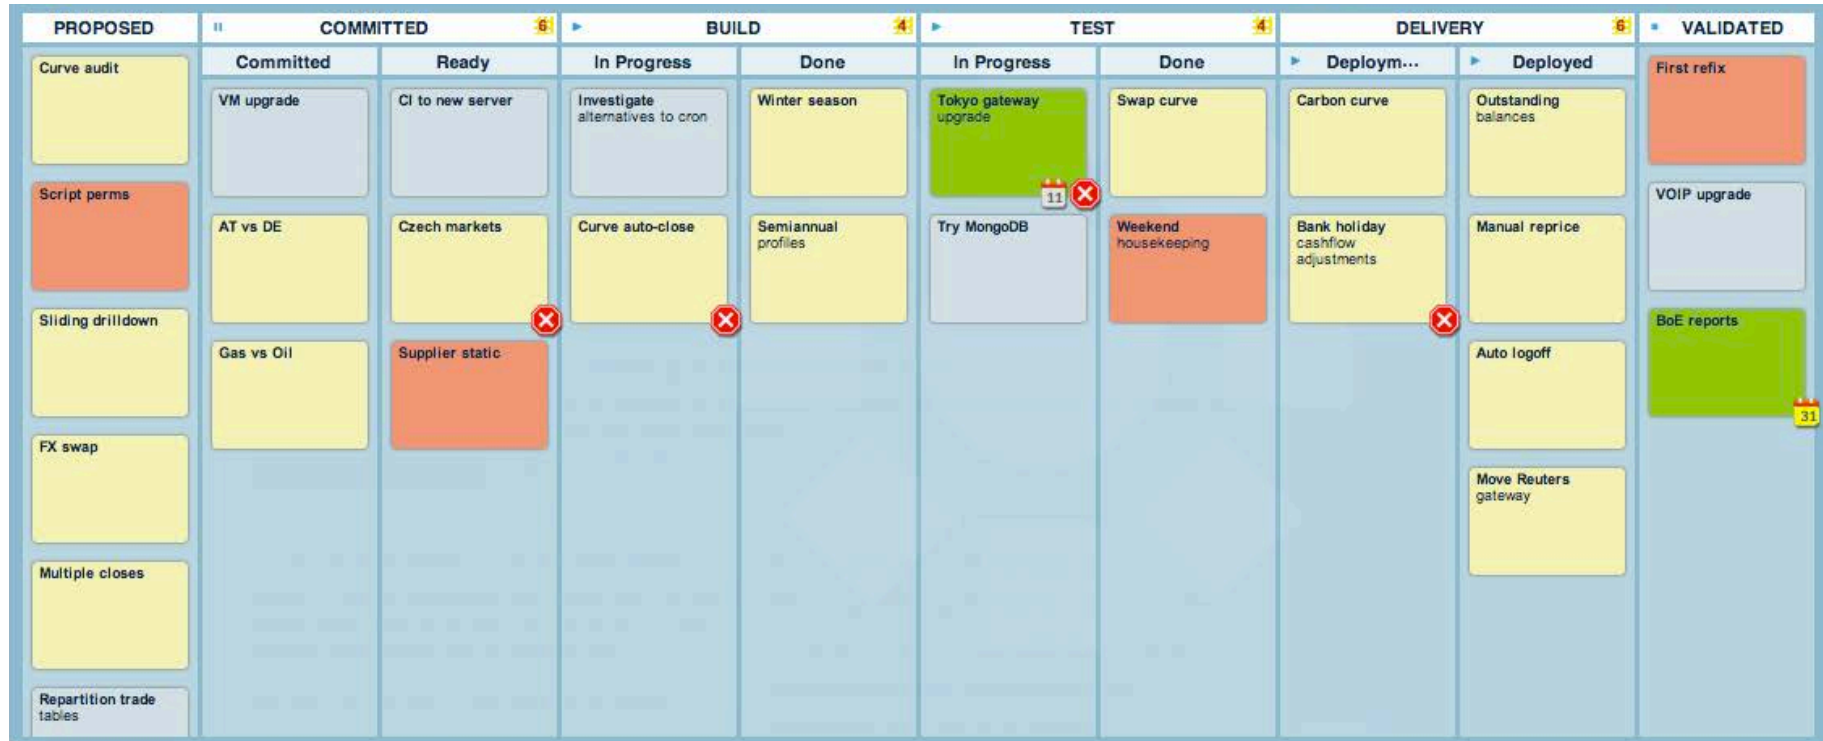 PROPOSED
COMMITTED
6
BUILD
4
TEST
4
DELIVERY
6
VALIDATED
Committed
Ready
In Progress
Done
In Progress
Done
Deploym...
Deployed
Curve audit
Script perms
Sliding drilldown
FX swap
Multiple closes
Repartition trade
tables
VM upgrade
AT vs DE
Gas vs Oil
CI to new server
Czech markets
Supplier static
Investigate
alternatives to cron
Curve auto-close
Winter season
Semiannual
profiles
Tokyo gateway
upgrade
11
Try MongoDB
Swap curve
Weekend
housekeeping
Carbon curve
Bank holiday
cashflow
adjustments
Outstanding
balances
Manual reprice
Auto logoff
Move Reuters
gateway
First refix
VOIP upgrade
BoE reports
31